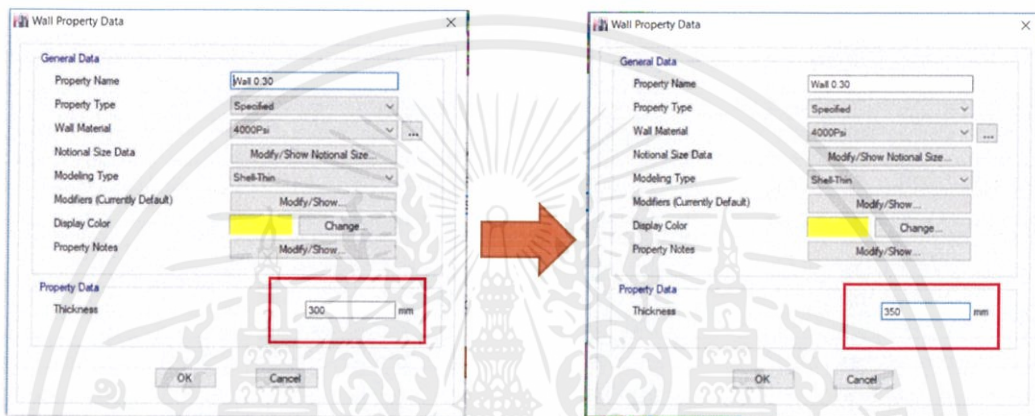 Wall Property Data
General Data
Property Name Wall 0.30
Property Type Specified
Wall Material 4000Psi ...
Notional Size Data Modify/Show Notional Size...
Modeling Type Shell-Thin
Modifiers (Currently Default) Modify/Show...
Display Color Change...
Property Notes Modify/Show...
Property Data
Thickness 300 mm
OK Cancel
Wall Property Data
General Data
Property Name Wall 0.30
Property Type Specified
Wall Material 4000Psi ...
Notional Size Data Modify/Show Notional Size...
Modeling Type Shell-Thin
Modifiers (Currently Default) Modify/Show...
Display Color Change...
Property Notes Modify/Show...
Property Data
Thickness 350 mm
OK Cancel